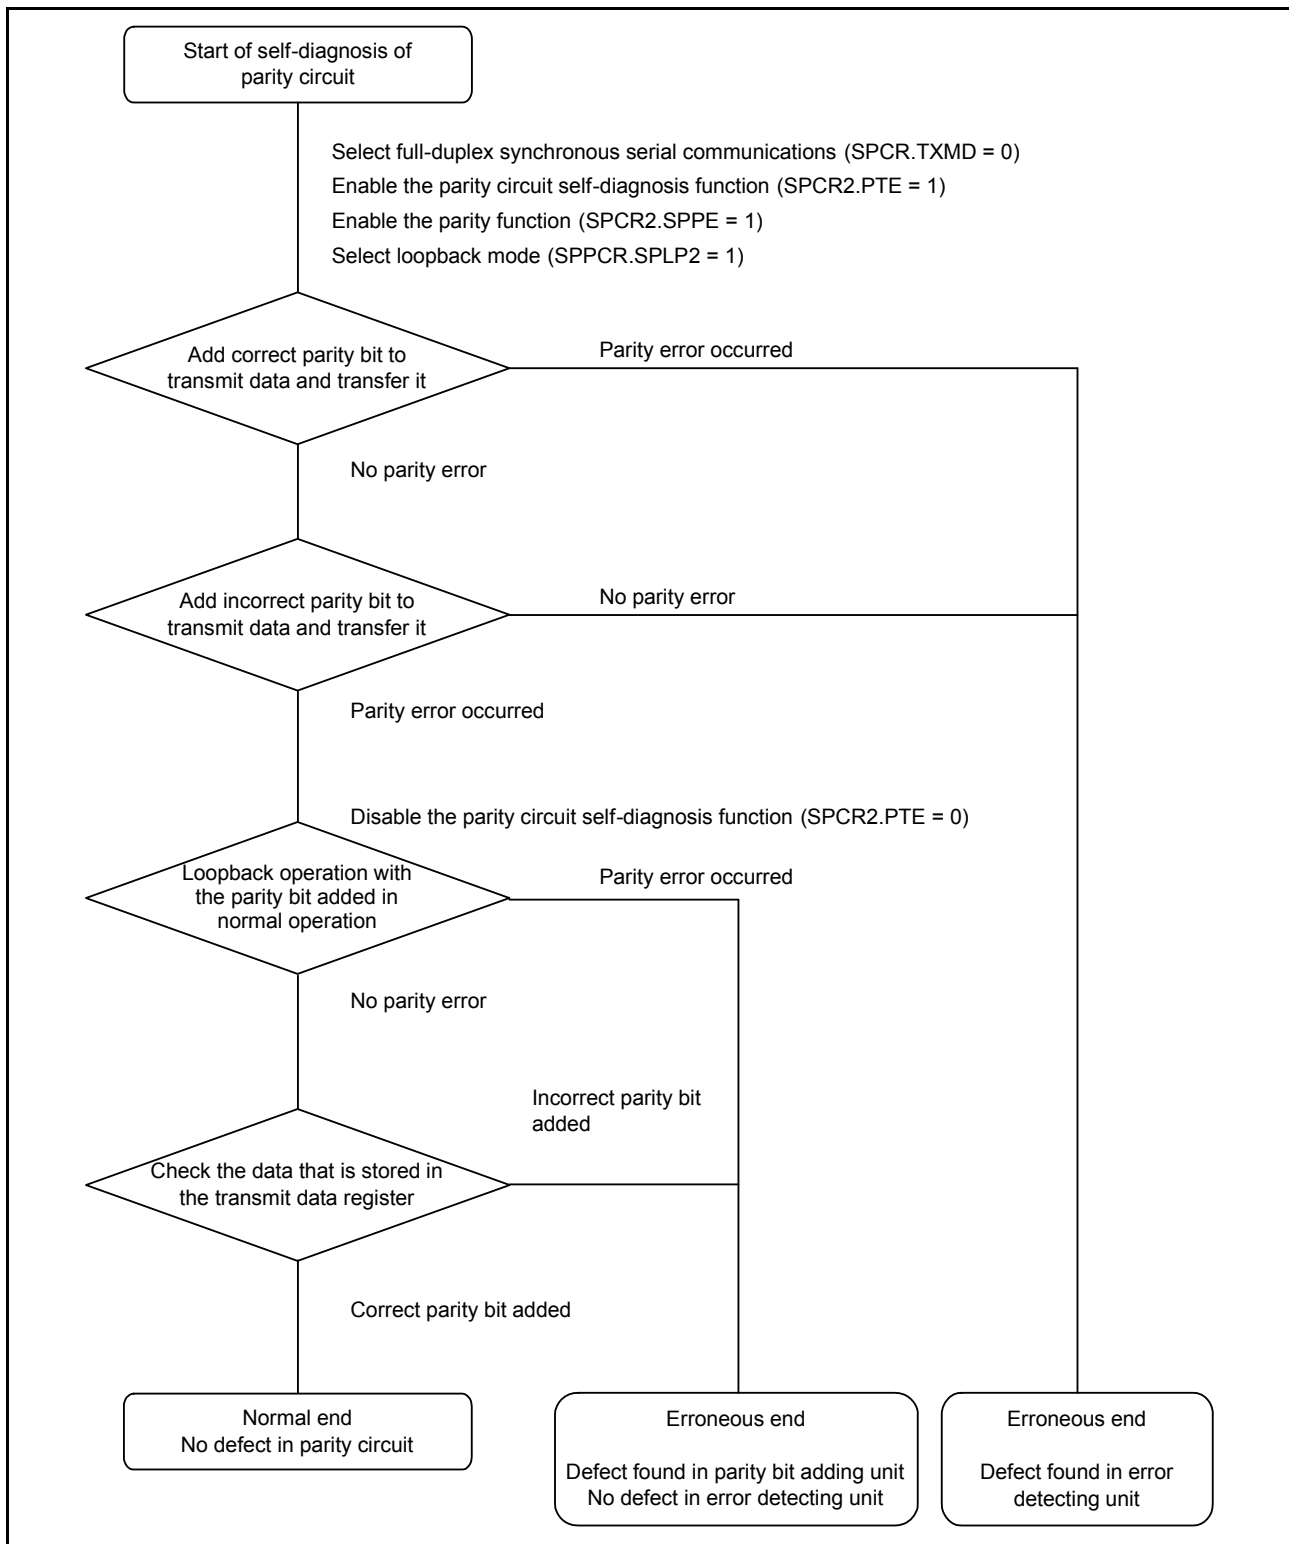 Start of self-diagnosis of
parity circuit
Select full-duplex synchronous serial communications (SPCR.TXMD = 0)
Enable the parity circuit self-diagnosis function (SPCR2.PTE = 1)
Enable the parity function (SPCR2.SPPE = 1)
Select loopback mode (SPPCR.SPLP2 = 1)
Add correct parity bit to
transmit data and transfer it
Parity error occurred
No parity error
Add incorrect parity bit to
transmit data and transfer it
No parity error
Parity error occurred
Disable the parity circuit self-diagnosis function (SPCR2.PTE = 0)
Loopback operation with
the parity bit added in
normal operation
Parity error occurred
No parity error
Incorrect parity bit
added
Check the data that is stored in
the transmit data register
Correct parity bit added
Normal end
No defect in parity circuit
Erroneous end
Defect found in parity bit adding unit
No defect in error detecting unit
Erroneous end
Defect found in error
detecting unit